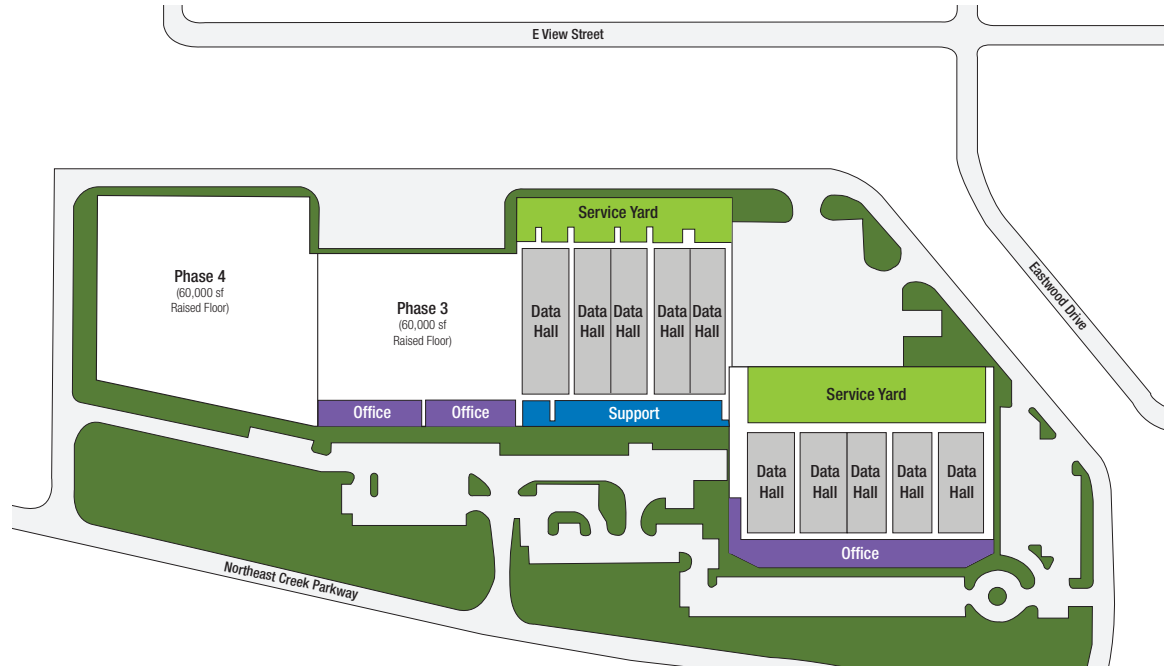 E View Street
Service Yard
Phase 4
(60,000 sf
Raised Floor)
Phase 3
(60,000 sf
Raised Floor)
Data
Hall
Data
Hall
Data
Hall
Data
Hall
Data
Hall
Eastwood Drive
Office
Office
Support
Service Yard
Data
Hall
Data
Hall
Data
Hall
Data
Hall
Data
Hall
Office
Northeast Creek Parkway